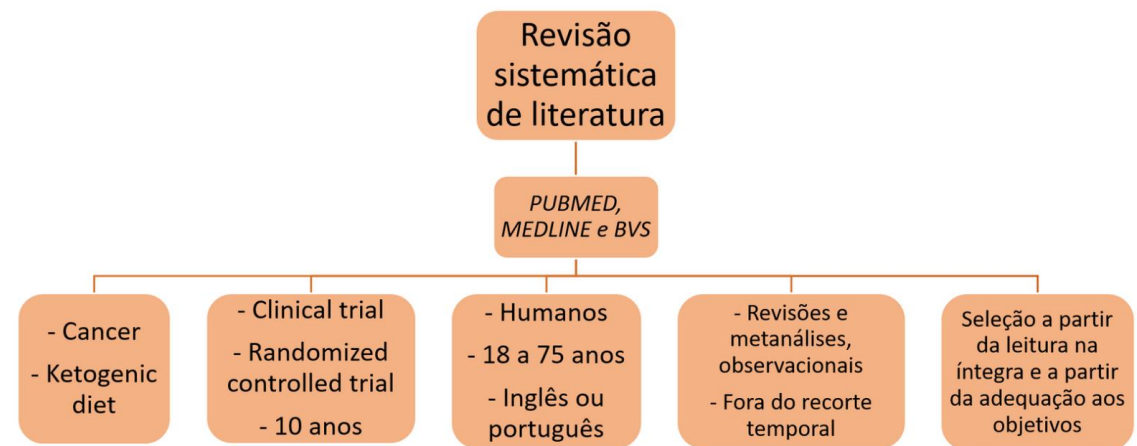 Revisão
sistemática
de literatura
PUBMED,
MEDLINE e BVS
- Cancer
- Ketogenic
diet
- Clinical trial
- Randomized
controlled trial
- 10 anos
- Humanos
- 18 a 75 anos
- Inglês ou
português
- Revisões e
metanálises,
observacionais
- Fora do recorte
temporal
Seleção a partir
da leitura na
íntegra e a partir
da adequação aos
objetivos